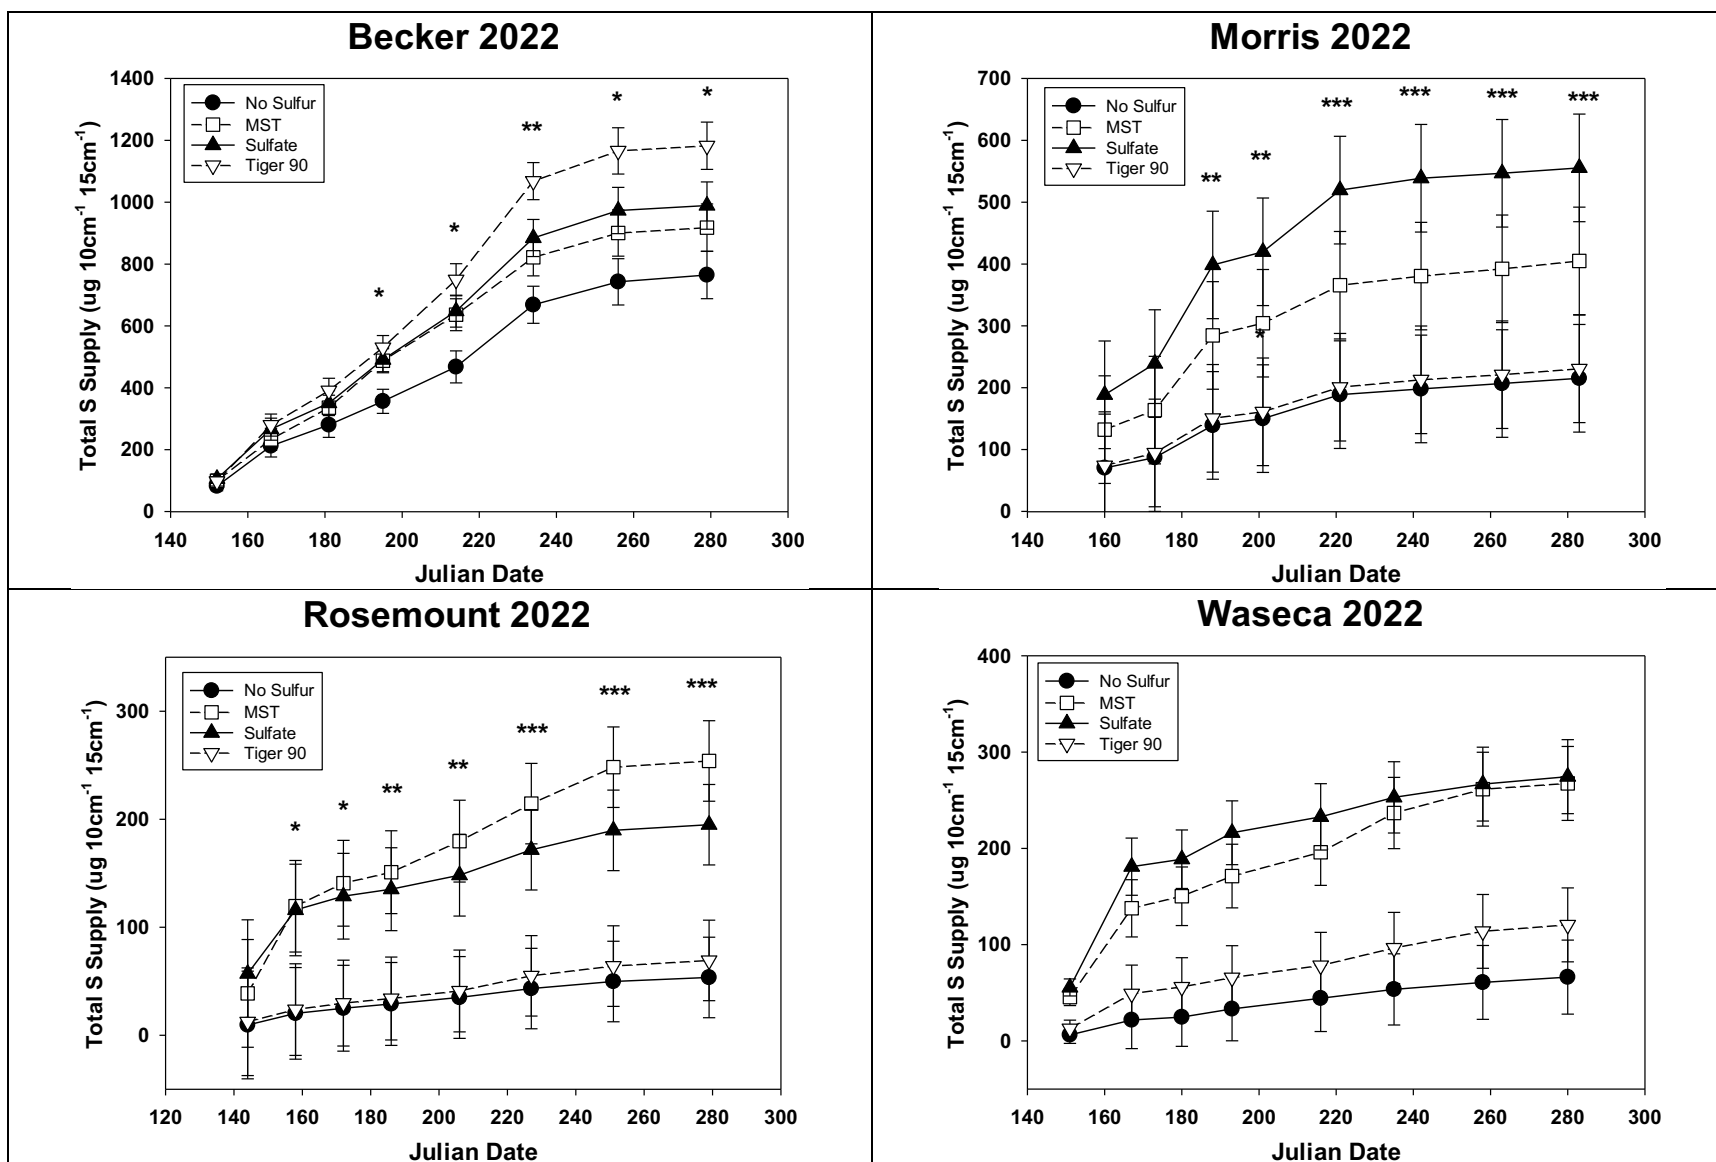 Becker 2022
Total S Supply (ug 10cm⁻¹ 15cm⁻¹)
1400
1200
1000
800
600
400
200
0
No Sulfur
MST
Sulfate
Tiger 90
*
*
**
*
*
140 160 180 200 220 240 260 280 300
Julian Date
Morris 2022
Total S Supply (ug 10cm⁻¹ 15cm⁻¹)
700
600
500
400
300
200
100
0
No Sulfur
MST
Sulfate
Tiger 90
**
**
*
***
***
***
***
140 160 180 200 220 240 260 280 300
Julian Date
Rosemount 2022
Total S Supply (ug 10cm⁻¹ 15cm⁻¹)
300
200
100
0
No Sulfur
MST
Sulfate
Tiger 90
*
*
**
**
***
***
***
120 140 160 180 200 220 240 260 280 300
Julian Date
Waseca 2022
Total S Supply (ug 10cm⁻¹ 15cm⁻¹)
400
300
200
100
0
No Sulfur
MST
Sulfate
Tiger 90
140 160 180 200 220 240 260 280 300
Julian Date